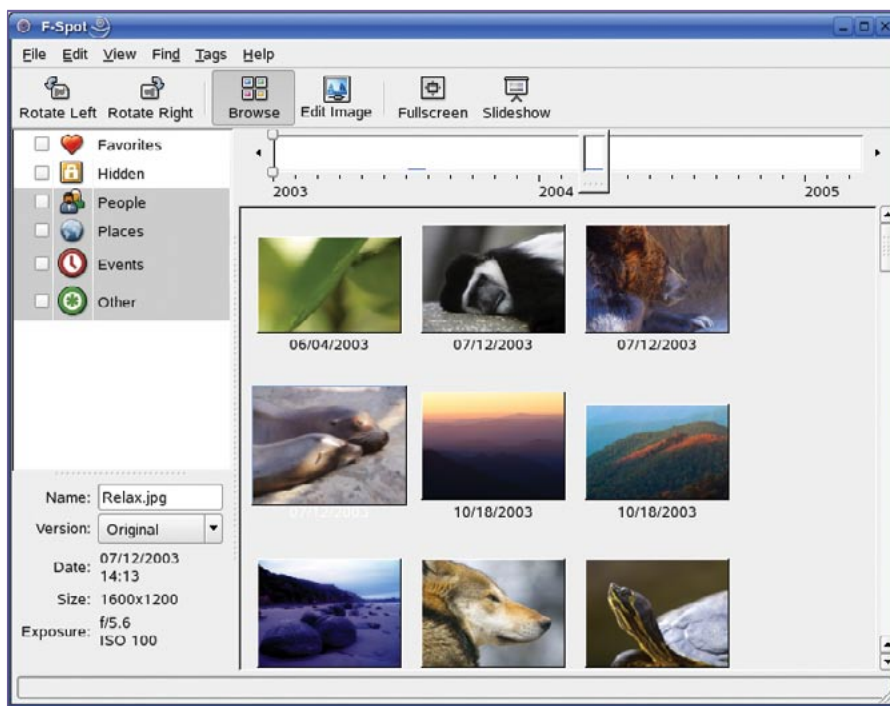 F-Spot
File Edit View Find Tags Help
Rotate Left Rotate Right Browse Edit Image Fullscreen Slideshow
Favorites
Hidden
People
Places
Events
Other
2003 2004 2005
06/04/2003 07/12/2003 07/12/2003
07/12/2003 10/18/2003 10/18/2003
Name: Relax.jpg
Version: Original
Date: 07/12/2003
14:13
Size: 1600x1200
Exposure: f/5.6
ISO 100